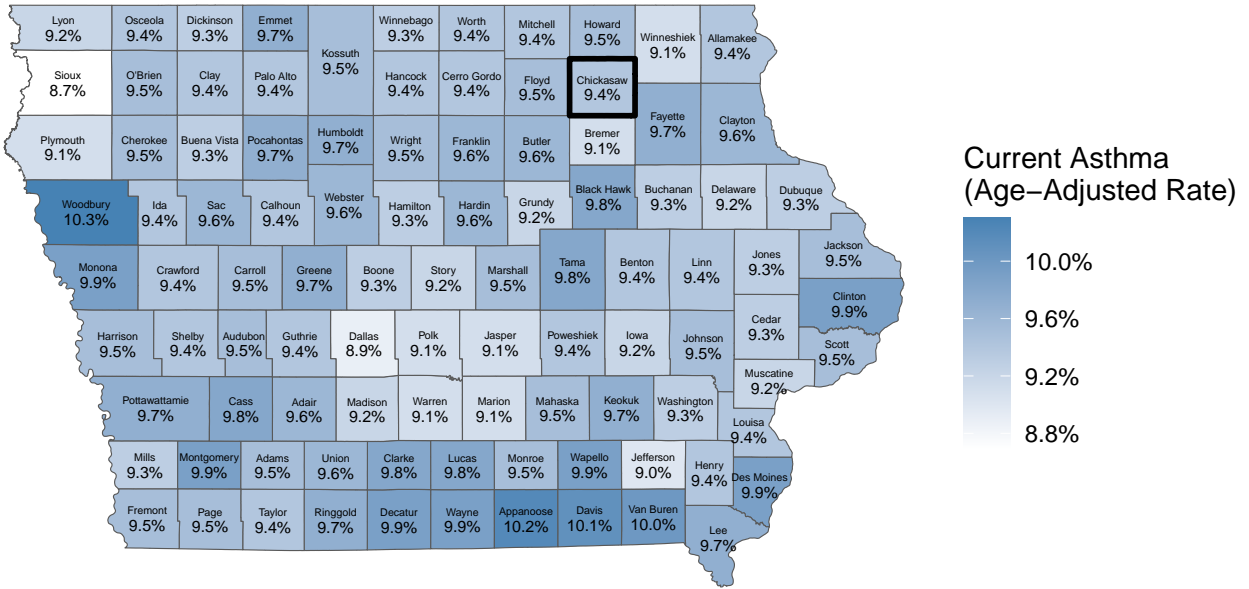 Lyon
9.2%
Osceola
9.4%
Dickinson
9.3%
Emmet
9.7%
Kossuth
9.5%
Winnebago
9.3%
Worth
9.4%
Mitchell
9.4%
Howard
9.5%
Winneshiek
9.1%
Allamakee
9.4%
Sioux
8.7%
O'Brien
9.5%
Clay
9.4%
Palo Alto
9.4%
Hancock
9.4%
Cerro Gordo
9.4%
Floyd
9.5%
Chickasaw
9.4%
Fayette
9.7%
Clayton
9.6%
Plymouth
9.1%
Cherokee
9.5%
Buena Vista
9.3%
Pocahontas
9.7%
Humboldt
9.7%
Wright
9.5%
Franklin
9.6%
Butler
9.6%
Bremer
9.1%
Woodbury
10.3%
Ida
9.4%
Sac
9.6%
Calhoun
9.4%
Webster
9.6%
Hamilton
9.3%
Hardin
9.6%
Grundy
9.2%
Black Hawk
9.8%
Buchanan
9.3%
Delaware
9.2%
Dubuque
9.3%
Monona
9.9%
Crawford
9.4%
Carroll
9.5%
Greene
9.7%
Boone
9.3%
Story
9.2%
Marshall
9.5%
Tama
9.8%
Benton
9.4%
Linn
9.4%
Jones
9.3%
Jackson
9.5%
Clinton
9.9%
Harrison
9.5%
Shelby
9.4%
Audubon
9.5%
Guthrie
9.4%
Dallas
8.9%
Polk
9.1%
Jasper
9.1%
Poweshiek
9.4%
Iowa
9.2%
Johnson
9.5%
Cedar
9.3%
Scott
9.5%
Muscatine
9.2%
Pottawattamie
9.7%
Cass
9.8%
Adair
9.6%
Madison
9.2%
Warren
9.1%
Marion
9.1%
Mahaska
9.5%
Keokuk
9.7%
Washington
9.3%
Louisa
9.4%
Mills
9.3%
Montgomery
9.9%
Adams
9.5%
Union
9.6%
Clarke
9.8%
Lucas
9.8%
Monroe
9.5%
Wapello
9.9%
Jefferson
9.0%
Henry
9.4%
Des Moines
9.9%
Fremont
9.5%
Page
9.5%
Taylor
9.4%
Ringgold
9.7%
Decatur
9.9%
Wayne
9.9%
Appanoose
10.2%
Davis
10.1%
Van Buren
10.0%
Lee
9.7%
Current Asthma
(Age−Adjusted Rate)
10.0%
9.6%
9.2%
8.8%